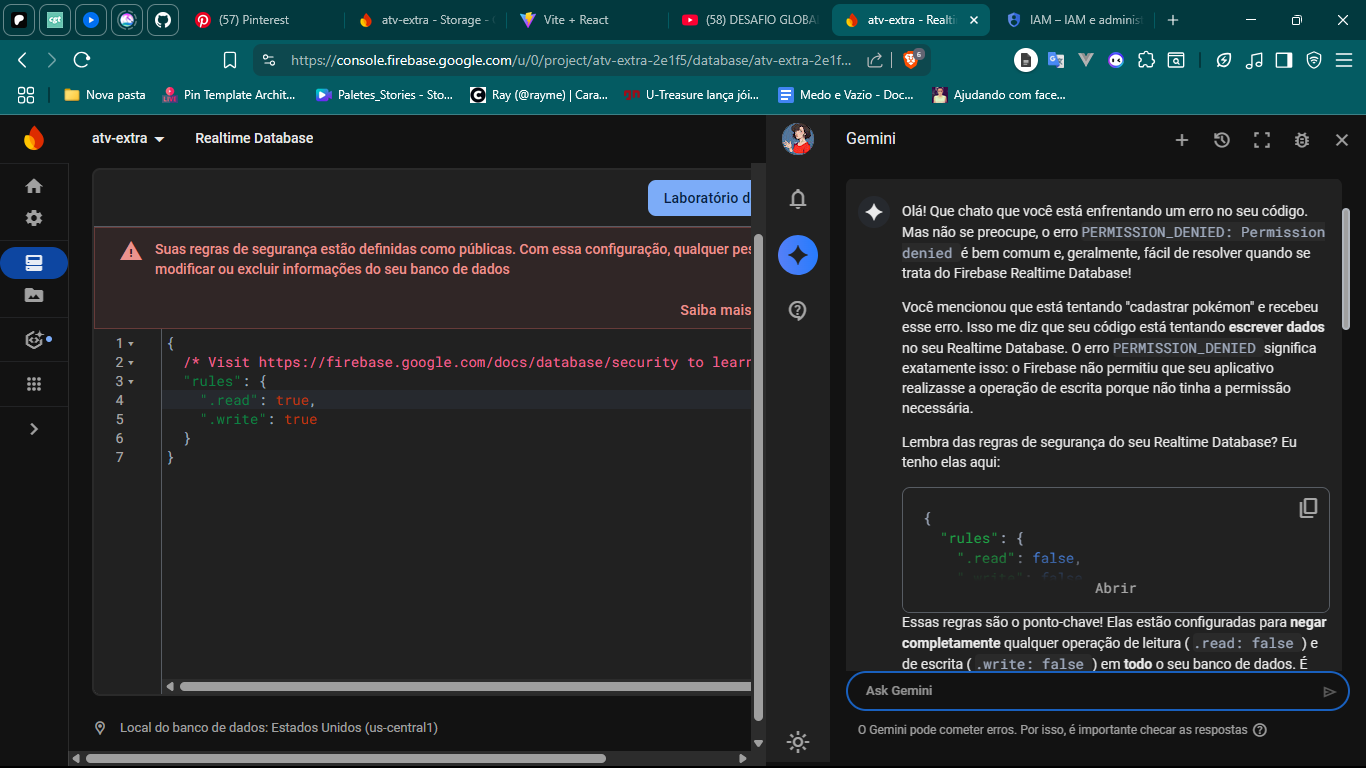 (57) Pinterest
atv-extra - Storage -
Vite + React
(58) DESAFIO GLOBA
atv-extra - Realti
IAM – IAM e adminis
https://console.firebase.google.com/u/0/project/atv-extra-2e1f5/database/atv-extra-2e1f...
6
Nova pasta
Pin Template Archit...
Paletes_Stories - Sto...
Ray (@rayme) | Cara...
U-Treasure lança jói...
Medo e Vazio - Doc...
Ajudando com face...
atv-extra
Realtime Database
Laboratório d
Suas regras de segurança estão definidas como públicas. Com essa configuração, qualquer pes
modificar ou excluir informações do seu banco de dados
Saiba mais
1 {
2 /* Visit https://firebase.google.com/docs/database/security to learn
3 "rules": {
4 ".read": true,
5 ".write": true
6 }
7 }
Local do banco de dados: Estados Unidos (us-central1)
Gemini
Olá! Que chato que você está enfrentando um erro no seu código.
Mas não se preocupe, o erro PERMISSION_DENIED: Permission
denied é bem comum e, geralmente, fácil de resolver quando se
trata do Firebase Realtime Database!
Você mencionou que está tentando "cadastrar pokémon" e recebeu
esse erro. Isso me diz que seu código está tentando escrever dados
no seu Realtime Database. O erro PERMISSION_DENIED significa
exatamente isso: o Firebase não permitiu que seu aplicativo
realizasse a operação de escrita porque não tinha a permissão
necessária.
Lembra das regras de segurança do seu Realtime Database? Eu
tenho elas aqui:
{
"rules": {
".read": false,
".write": false
Abrir
Essas regras são o ponto-chave! Elas estão configuradas para negar
completamente qualquer operação de leitura ( .read: false ) e
de escrita ( .write: false ) em todo o seu banco de dados. É
Ask Gemini
O Gemini pode cometer erros. Por isso, é importante checar as respostas